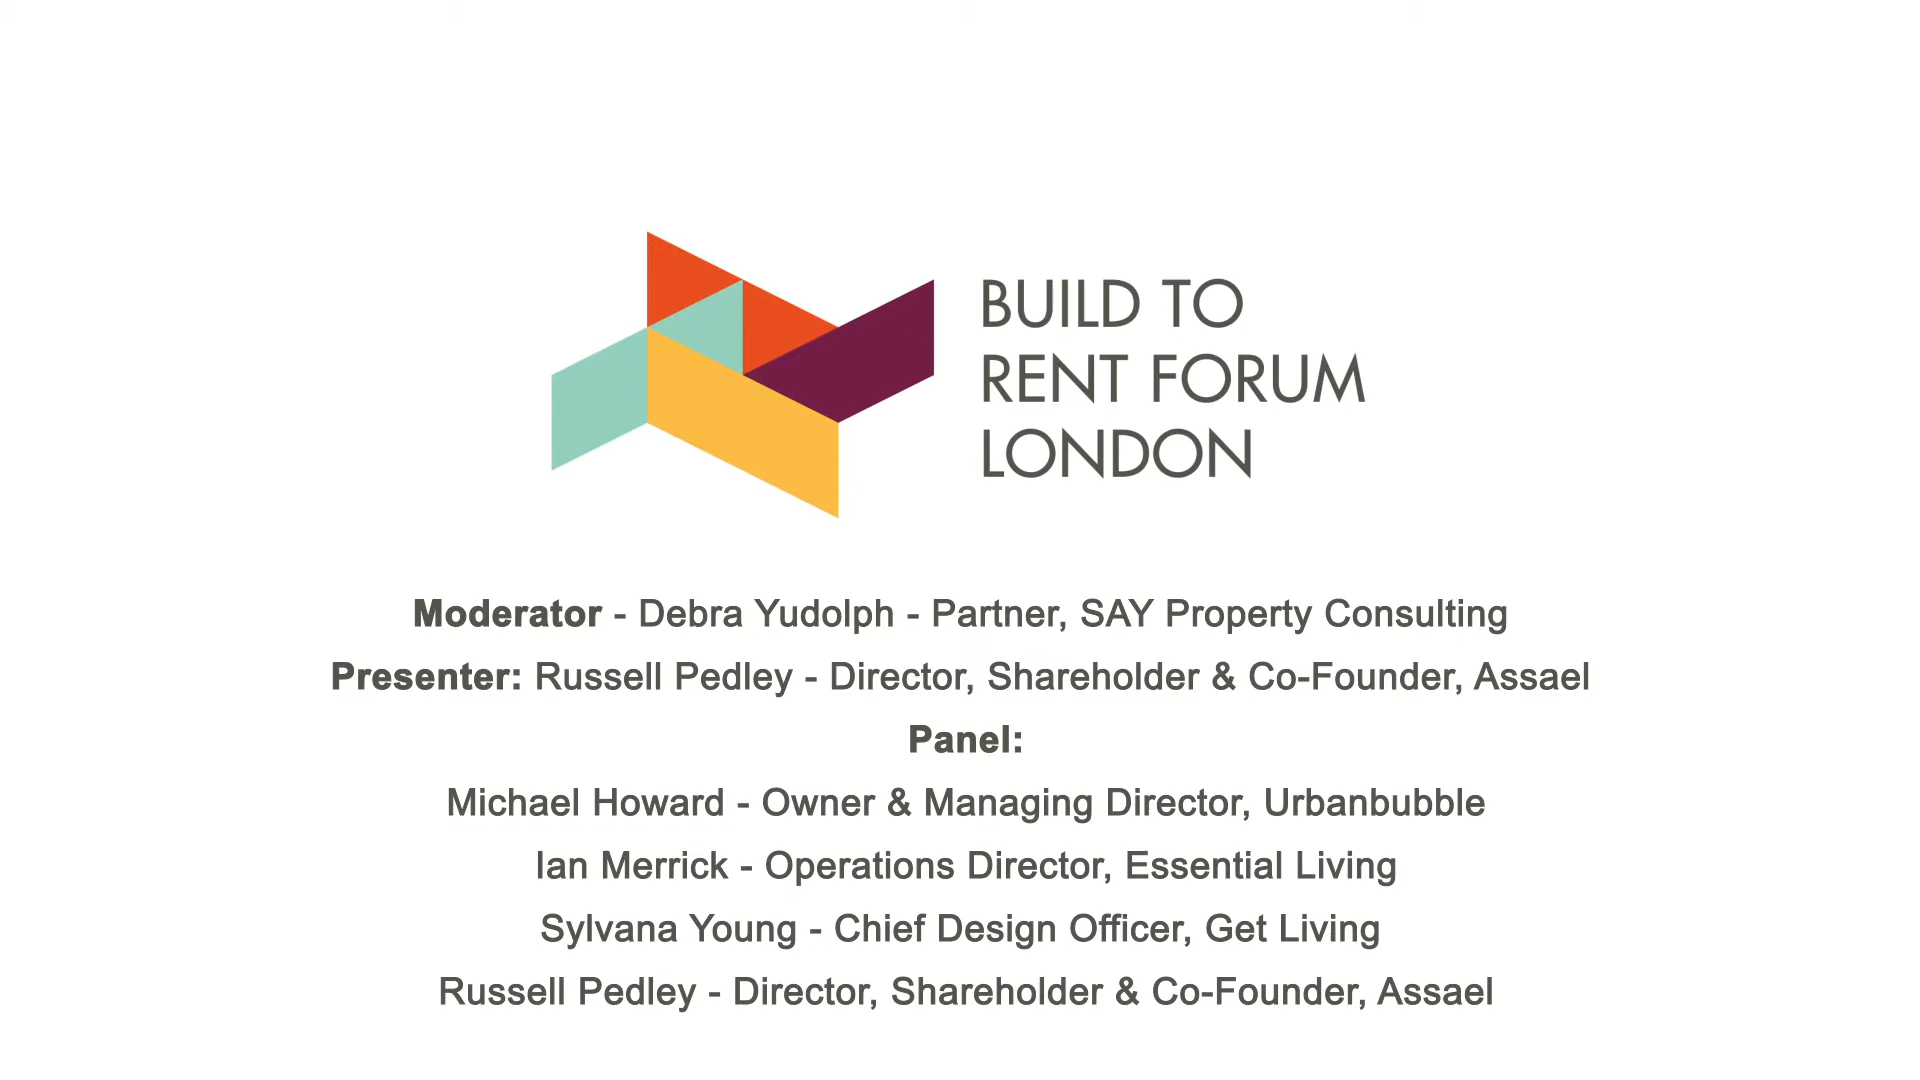 BUILD TO
RENT FORUM
LONDON
Moderator - Debra Yudolph - Partner, SAY Property Consulting
Presenter: Russell Pedley - Director, Shareholder & Co-Founder, Assael
Panel:
Michael Howard - Owner & Managing Director, Urbanbubble
Ian Merrick - Operations Director, Essential Living
Sylvana Young - Chief Design Officer, Get Living
Russell Pedley - Director, Shareholder & Co-Founder, Assael